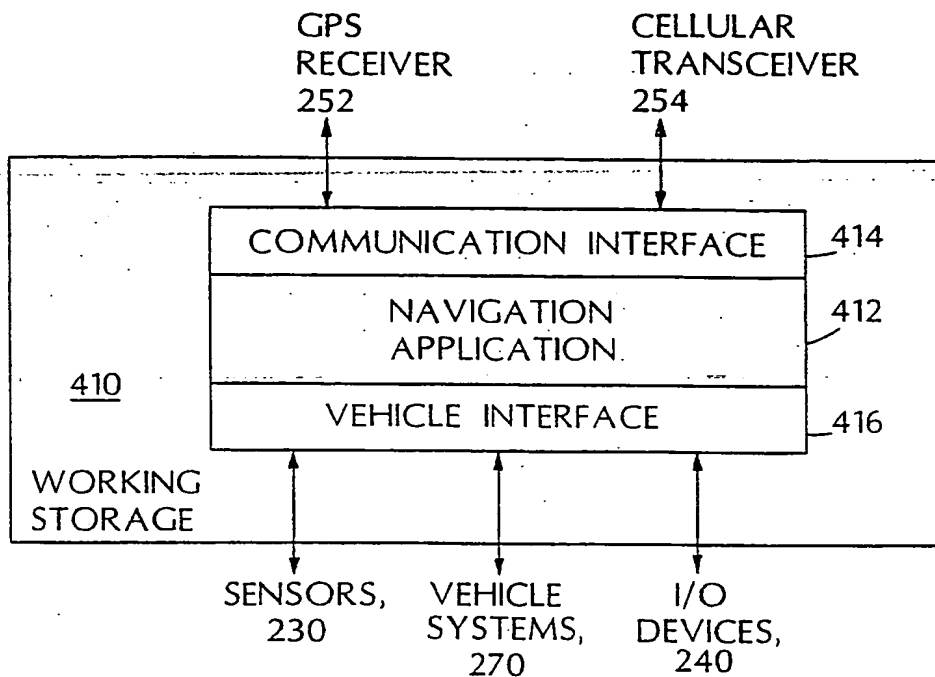 GPS
RECEIVER
252
CELLULAR
TRANSCEIVER
254
COMMUNICATION INTERFACE
414
NAVIGATION
APPLICATION
412
410
VEHICLE INTERFACE
416
WORKING
STORAGE
SENSORS,
230
VEHICLE
SYSTEMS,
270
I/O
DEVICES,
240